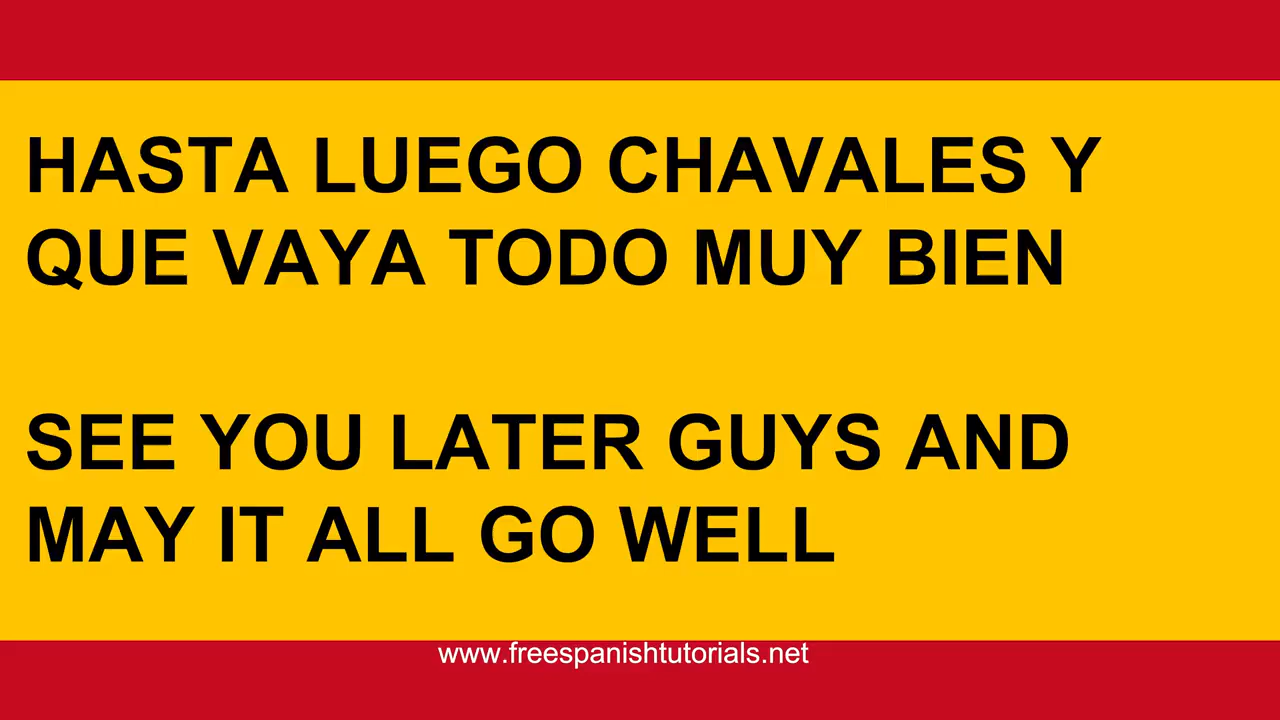 HASTA LUEGO CHAVALES Y
QUE VAYA TODO MUY BIEN
SEE YOU LATER GUYS AND
MAY IT ALL GO WELL
www.freespanishtutorials.net